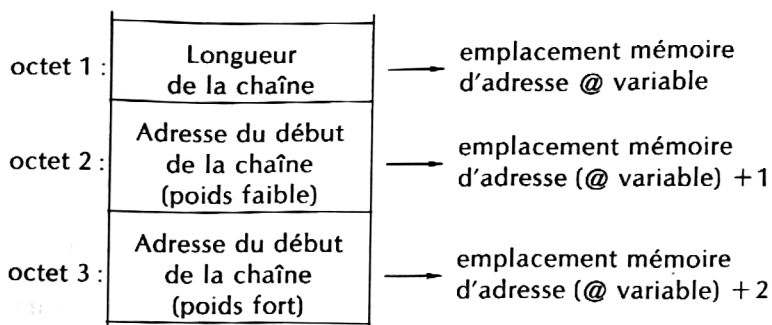 octet 1 :
Longueur
de la chaîne
emplacement mémoire
d'adresse @ variable
octet 2 :
Adresse du début
de la chaîne
(poids faible)
emplacement mémoire
d'adresse (@ variable) +1
octet 3 :
Adresse du début
de la chaîne
(poids fort)
emplacement mémoire
d'adresse (@ variable) +2